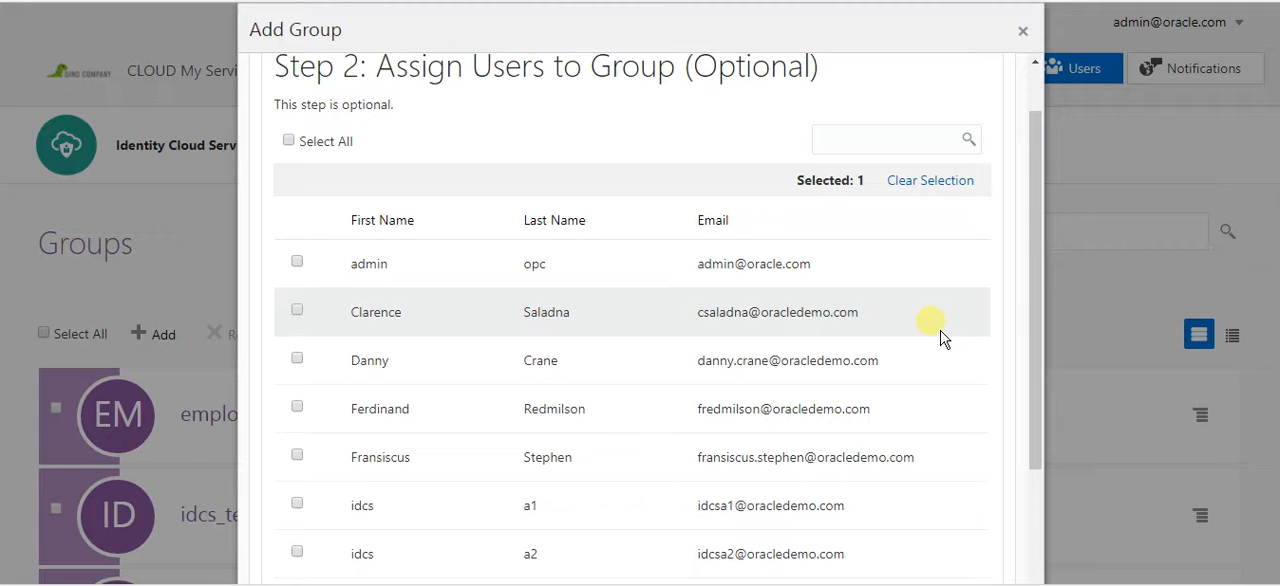 Add Group
×
admin@oracle.com
DINO COMPANY
CLOUD My Servi
Users
Notifications
Step 2: Assign Users to Group (Optional)
This step is optional.
Identity Cloud Serv
Select All
Selected: 1 Clear Selection
First Name Last Name Email
admin opc admin@oracle.com
Clarence Saladna csaladna@oracledemo.com
Danny Crane danny.crane@oracledemo.com
Ferdinand Redmilson fredmilson@oracledemo.com
Fransiscus Stephen fransiscus.stephen@oracledemo.com
idcs a1 idcsa1@oracledemo.com
idcs a2 idcsa2@oracledemo.com
Groups
Select All Add R
EM emplo
ID idcs_te